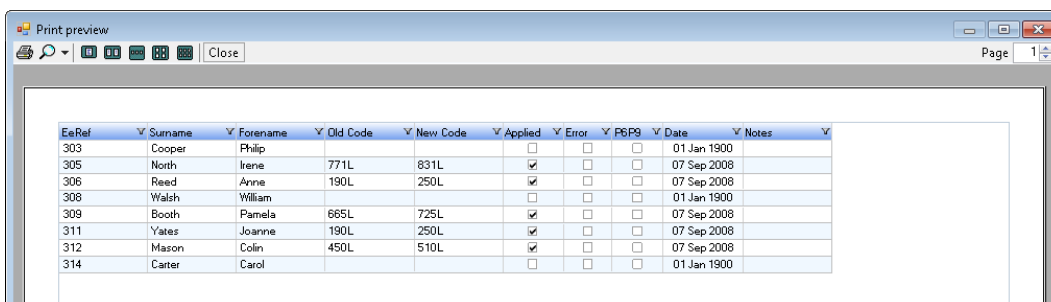 Print preview
Close Page 1
EeRef Surname Forename Old Code New Code Applied Error P6P9 Date Notes
303 Cooper Philip 01 Jan 1900
305 North Irene 771L 831L 07 Sep 2008
306 Reed Anne 190L 250L 07 Sep 2008
308 Walsh William 01 Jan 1900
309 Booth Pamela 665L 725L 07 Sep 2008
311 Yates Joanne 190L 250L 07 Sep 2008
312 Mason Colin 450L 510L 07 Sep 2008
314 Carter Carol 01 Jan 1900